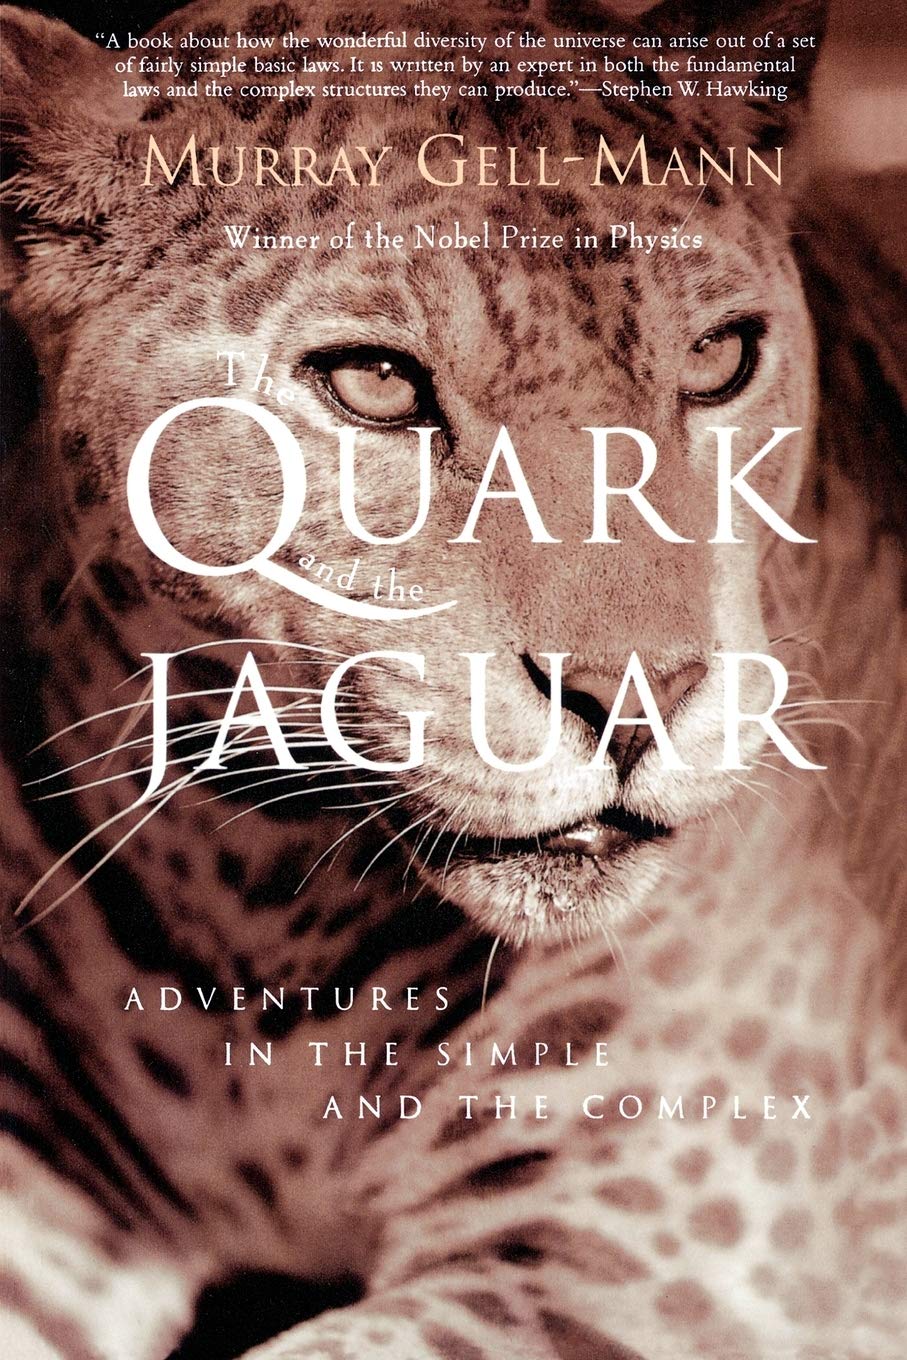 “A book about how the wonderful diversity of the universe can arise out of a set
of fairly simple basic laws. It is written by an expert in both the fundamental
laws and the complex structures they can produce.”—Stephen W. Hawking
MURRAY GELL-MANN
Winner of the Nobel Prize in Physics
The
QUARK
and the
JAGUAR
ADVENTURES
IN THE SIMPLE
AND THE COMPLEX